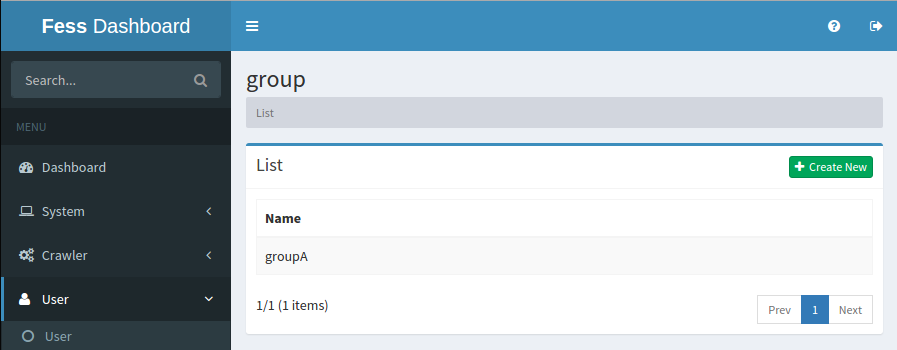 Fess Dashboard
Search...
MENU
Dashboard
System
Crawler
User
User
group
List
List
Create New
Name
groupA
1/1 (1 items)
Prev 1 Next